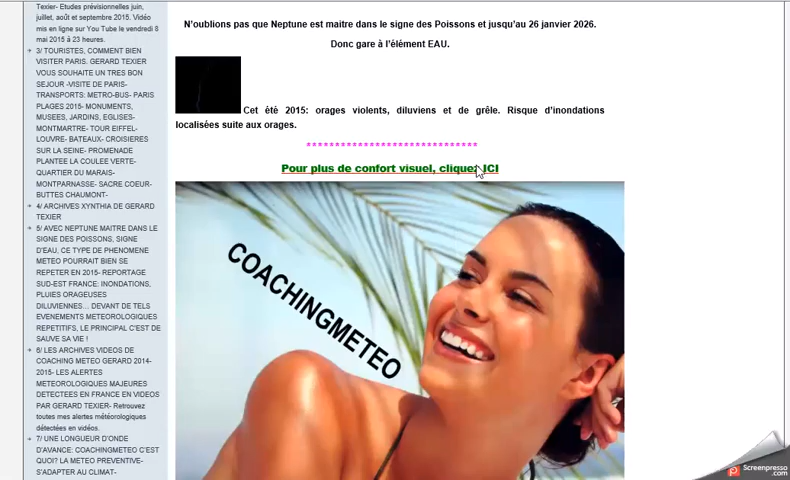 Texier- Etudes prévisionnelles juin,
juillet, août et septembre 2015. Vidéo
mis en ligne sur You Tube le vendredi 8
mai 2015 à 23 heures.
3/ TOURISTES, COMMENT BIEN
VISITER PARIS. GERARD TEXIER
VOUS SOUHAITE UN TRES BON
SEJOUR -VISITE DE PARIS-
TRANSPORTS: METRO-BUS- PARIS
PLAGES 2015- MONUMENTS,
MUSEES, JARDINS, EGLISES-
MONTMARTRE- TOUR EIFFEL-
LOUVRE- BATEAUX- CROISIERES
SUR LA SEINE- PROMENADE
PLANTEE LA COULEE VERTE-
QUARTIER DU MARAIS-
MONTPARNASSE- SACRE COEUR-
BUTTES CHAUMONT-
4/ ARCHIVES XYNTHIA DE GERARD
TEXIER
5/ AVEC NEPTUNE MAITRE DANS LE
SIGNE DES POISSONS, SIGNE
D'EAU, CE TYPE DE PHENOMENE
METEO POURRAIT BIEN SE
REPETER EN 2015- REPORTAGE
SUD-EST FRANCE: INONDATIONS,
PLUIES ORAGEUSES
DILUVIENNES... DEVANT DE TELS
EVENEMENTS METEOROLOGIQUES
REPETITIFS, LE PRINCIPAL C'EST DE
SAUVE SA VIE !
6/ LES ARCHIVES VIDEOS DE
COACHING METEO GERARD 2014-
2015- LES ALERTES
METEOROLOGIQUES MAJEURES
DETECTEES EN FRANCE EN VIDEOS
PAR GERARD TEXIER- Retrouvez
toutes mes alertes météorologiques
détectées en vidéos.
7/ UNE LONGUEUR D'ONDE
D'AVANCE: COACHINGMETEO C'EST
QUOI? LA METEO PREVENTIVE-
S'ADAPTER AU CLIMAT-
N'oublions pas que Neptune est maitre dans le signe des Poissons et jusqu'au 26 janvier 2026.
Donc gare à l'élément EAU.
Cet été 2015: orages violents, diluviens et de grêle. Risque d'inondations
localisées suite aux orages.
******************************
Pour plus de confort visuel, cliquez ICI
COACHINGMETEO
Screenpresso
.com